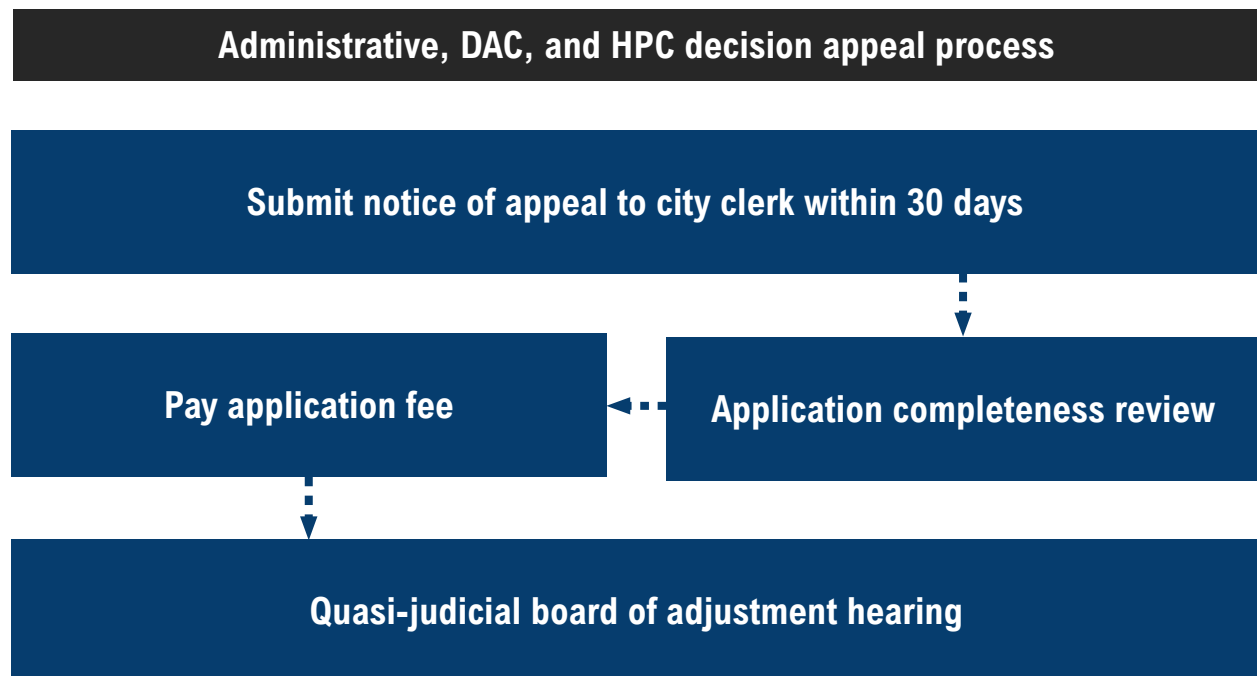 Administrative, DAC, and HPC decision appeal process
Submit notice of appeal to city clerk within 30 days
Application completeness review
Pay application fee
Quasi-judicial board of adjustment hearing